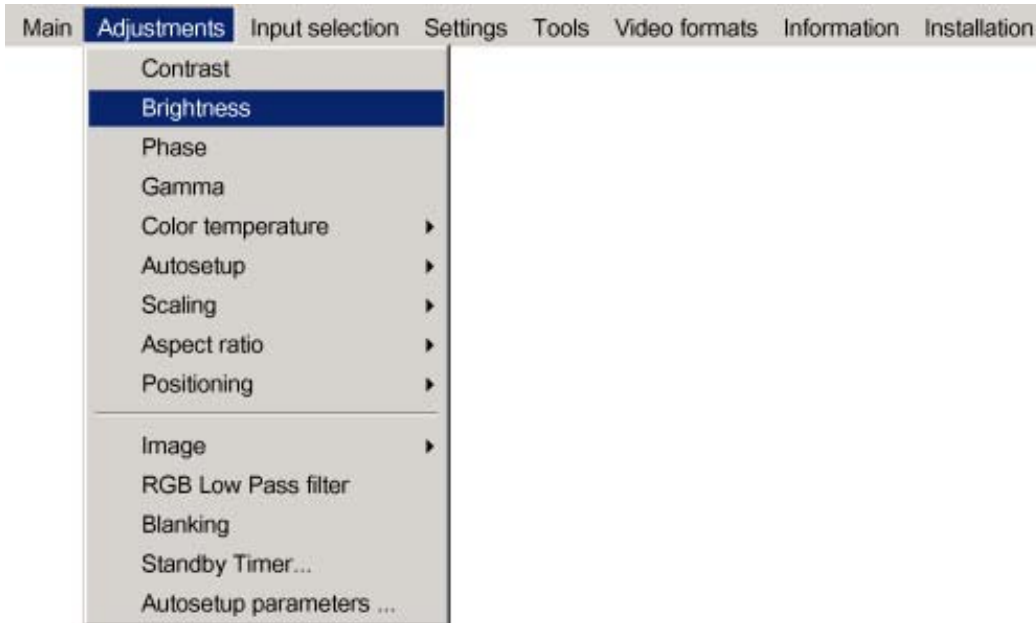 Main Adjustments Input selection Settings Tools Video formats Information Installation
Contrast
Brightness
Phase
Gamma
Color temperature
Autosetup
Scaling
Aspect ratio
Positioning
Image
RGB Low Pass filter
Blanking
Standby Timer...
Autosetup parameters ...